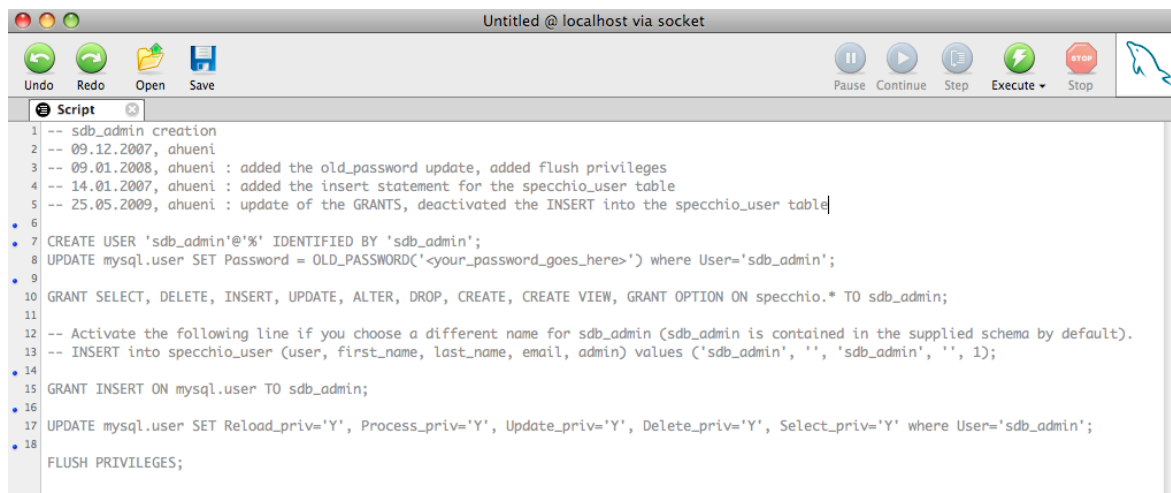 Untitled @ localhost via socket
Undo Redo Open Save Pause Continue Step Execute STOP Stop
Script
1 -- sdb_admin creation
2 -- 09.12.2007, ahueni
3 -- 09.01.2008, ahueni : added the old_password update, added flush privileges
4 -- 14.01.2007, ahueni : added the insert statement for the specchio_user table
5 -- 25.05.2009, ahueni : update of the GRANTS, deactivated the INSERT into the specchio_user table
6
7 CREATE USER 'sdb_admin'@'%' IDENTIFIED BY 'sdb_admin';
8 UPDATE mysql.user SET Password = OLD_PASSWORD('<your_password_goes_here>') where User='sdb_admin';
9
10 GRANT SELECT, DELETE, INSERT, UPDATE, ALTER, DROP, CREATE, CREATE VIEW, GRANT OPTION ON specchio.* TO sdb_admin;
11
12 -- Activate the following line if you choose a different name for sdb_admin (sdb_admin is contained in the supplied schema by default).
13 -- INSERT into specchio_user (user, first_name, last_name, email, admin) values ('sdb_admin', '', 'sdb_admin', '', 1);
14
15 GRANT INSERT ON mysql.user TO sdb_admin;
16
17 UPDATE mysql.user SET Reload_priv='Y', Process_priv='Y', Update_priv='Y', Delete_priv='Y', Select_priv='Y' where User='sdb_admin';
18
FLUSH PRIVILEGES;